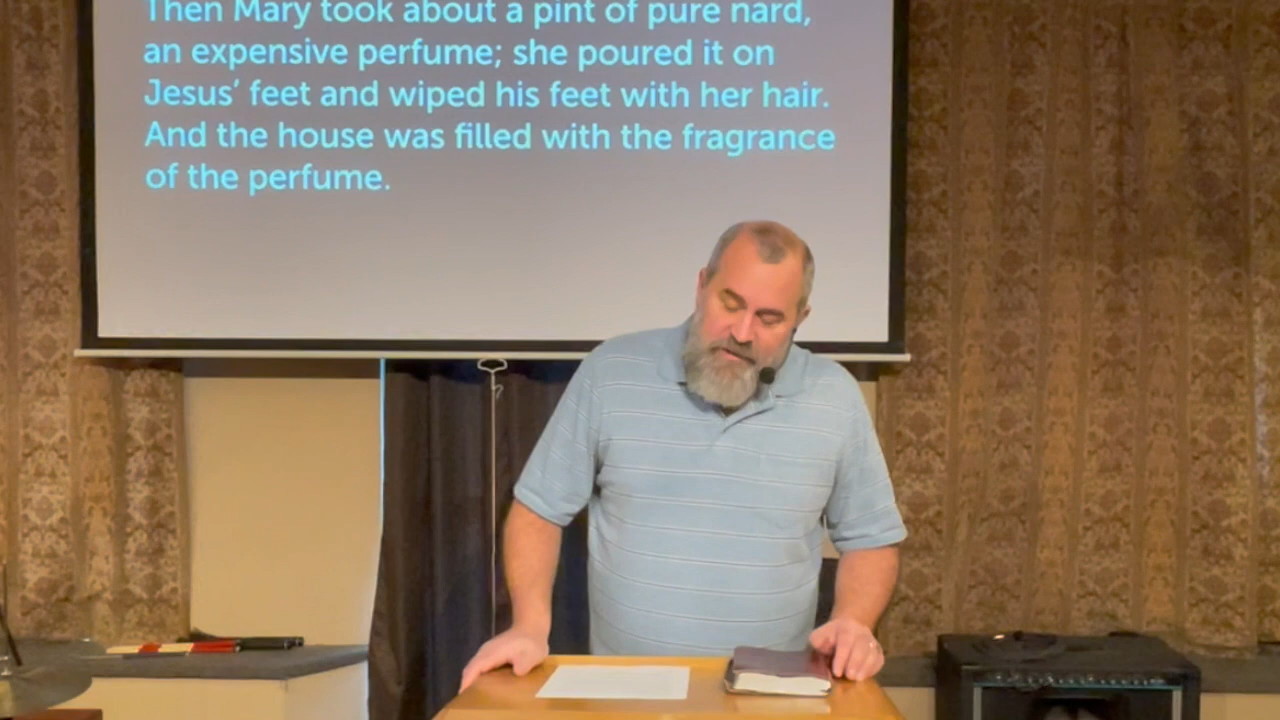 Then Mary took about a pint of pure nard,
an expensive perfume; she poured it on
Jesus’ feet and wiped his feet with her hair.
And the house was filled with the fragrance
of the perfume.